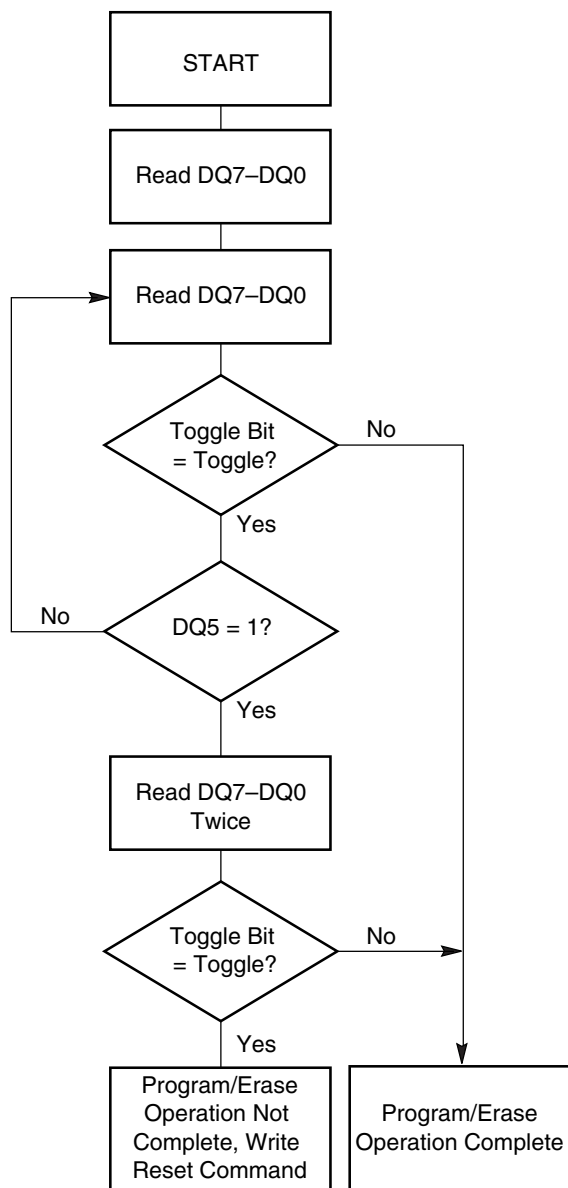 START
Read DQ7–DQ0
Read DQ7–DQ0
Toggle Bit
= Toggle?
No
Yes
No
DQ5 = 1?
Yes
Read DQ7–DQ0
Twice
Toggle Bit
= Toggle?
No
Yes
Program/Erase
Operation Not
Complete, Write
Reset Command
Program/Erase
Operation Complete